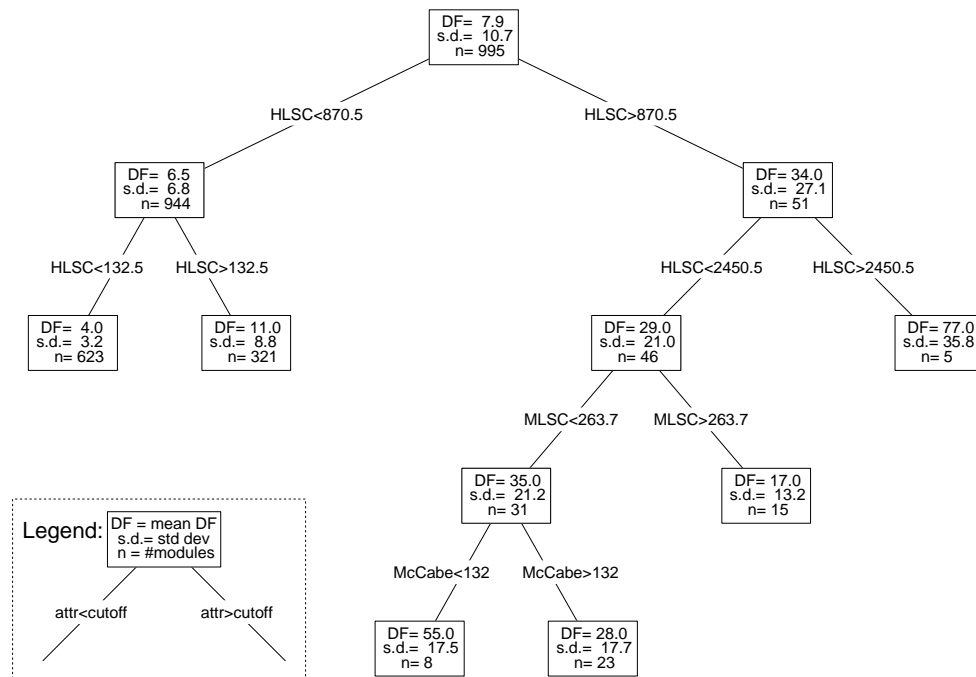 DF= 7.9
s.d.= 10.7
n= 995
HLSC<870.5
HLSC>870.5
DF= 6.5
s.d.= 6.8
n= 944
DF= 34.0
s.d.= 27.1
n= 51
HLSC<132.5
HLSC>132.5
HLSC<2450.5
HLSC>2450.5
DF= 4.0
s.d.= 3.2
n= 623
DF= 11.0
s.d.= 8.8
n= 321
DF= 29.0
s.d.= 21.0
n= 46
DF= 77.0
s.d.= 35.8
n= 5
MLSC<263.7
MLSC>263.7
DF= 35.0
s.d.= 21.2
n= 31
DF= 17.0
s.d.= 13.2
n= 15
Legend:
DF = mean DF
s.d.= std dev
n = #modules
attr<cutoff
attr>cutoff
McCabe<132
McCabe>132
DF= 55.0
s.d.= 17.5
n= 8
DF= 28.0
s.d.= 17.7
n= 23